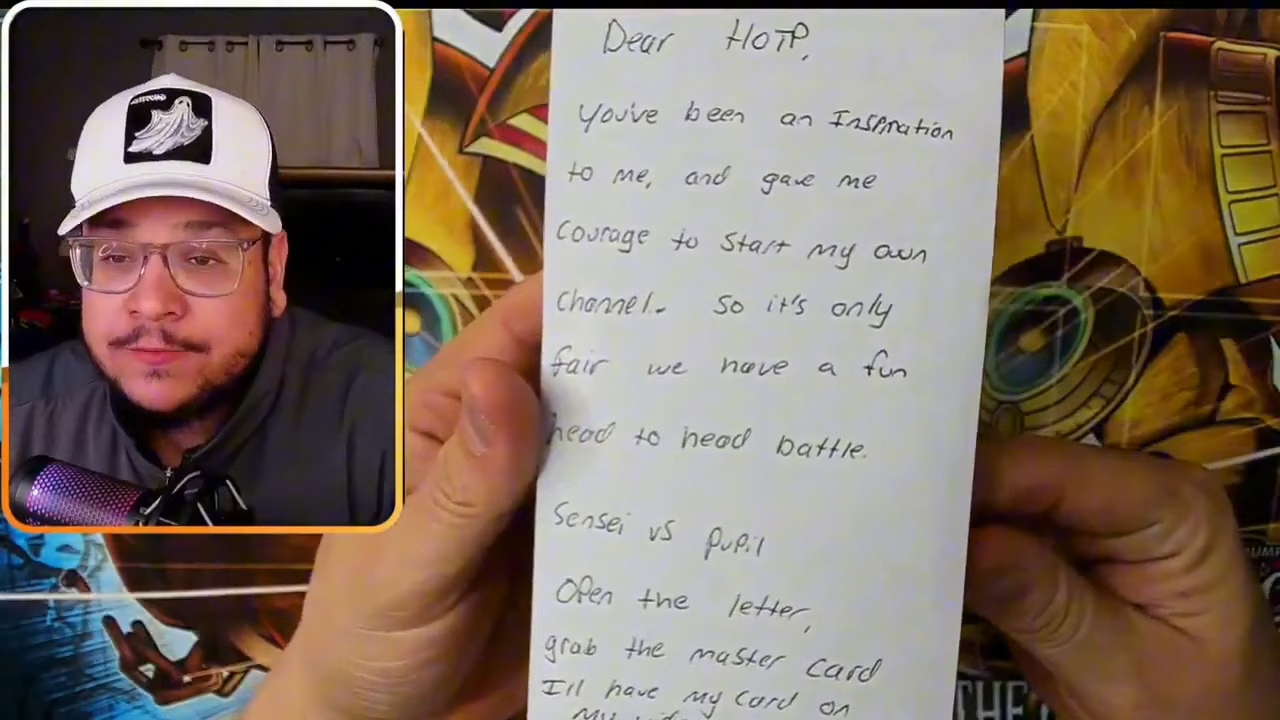 Dear HOTP,
You've been an Inspiration
to me, and gave me
courage to start my own
channel. So it's only
fair we have a fun
head to head battle.
Sensei vs pupil
Open the letter,
grab the master card
I'll have my card on
my
THE